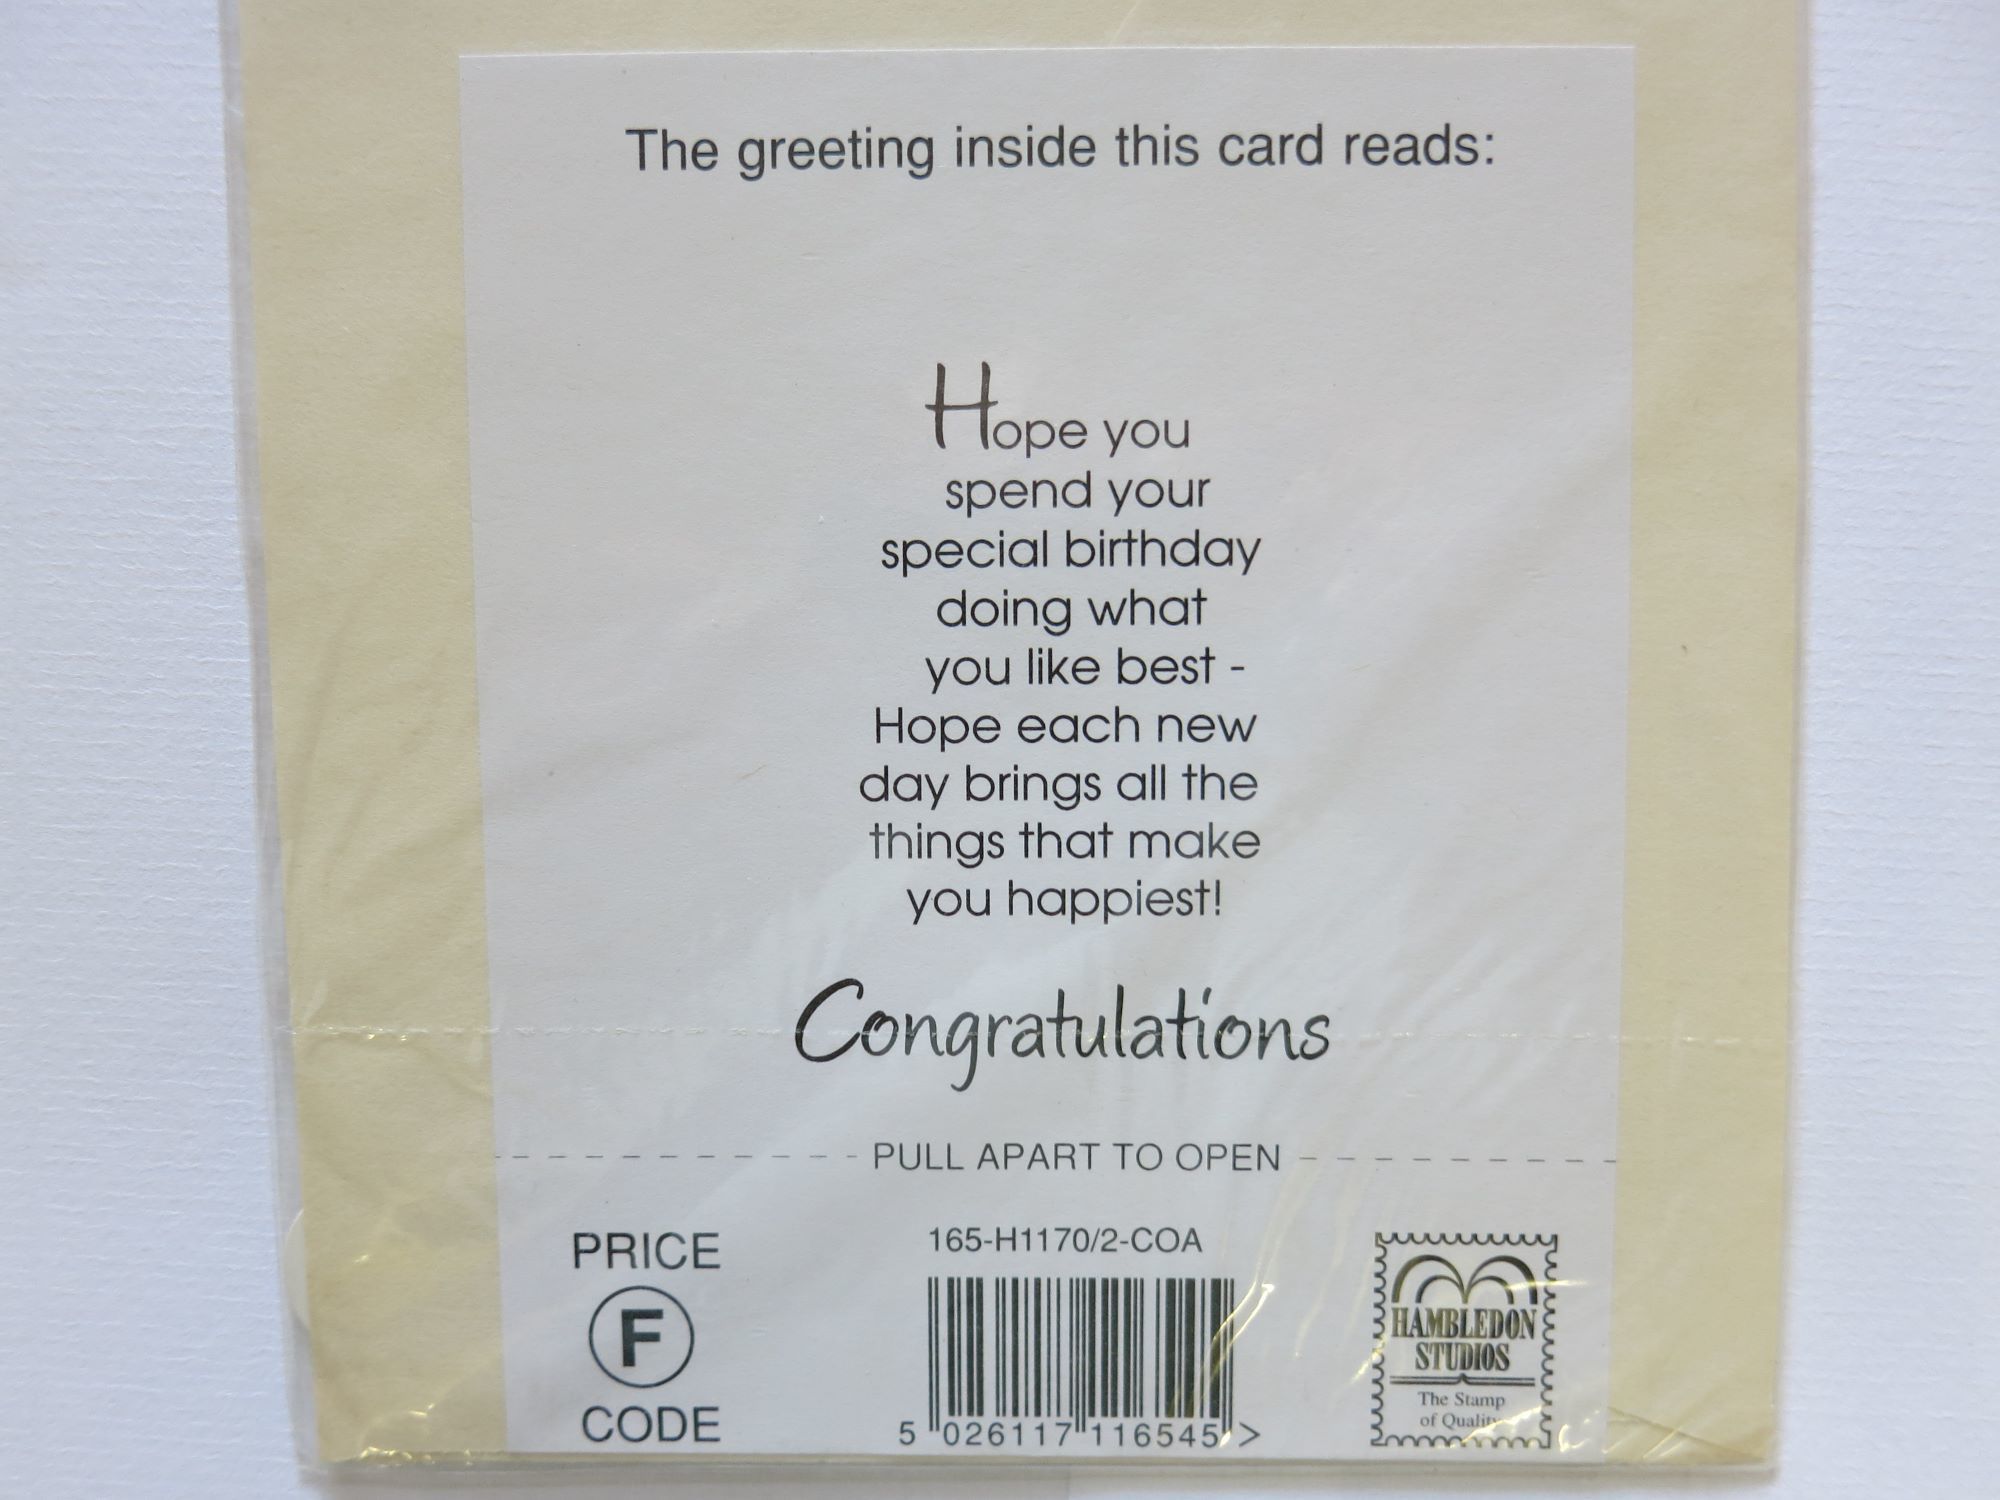 The greeting inside this card reads:
Hope you
spend your
special birthday
doing what
you like best -
Hope each new
day brings all the
things that make
you happiest!
Congratulations
PULL APART TO OPEN
PRICE
F
CODE
165-H1170/2-COA
5 026117 116545 >
HAMBLEDON
STUDIOS
The Stamp
of Quality